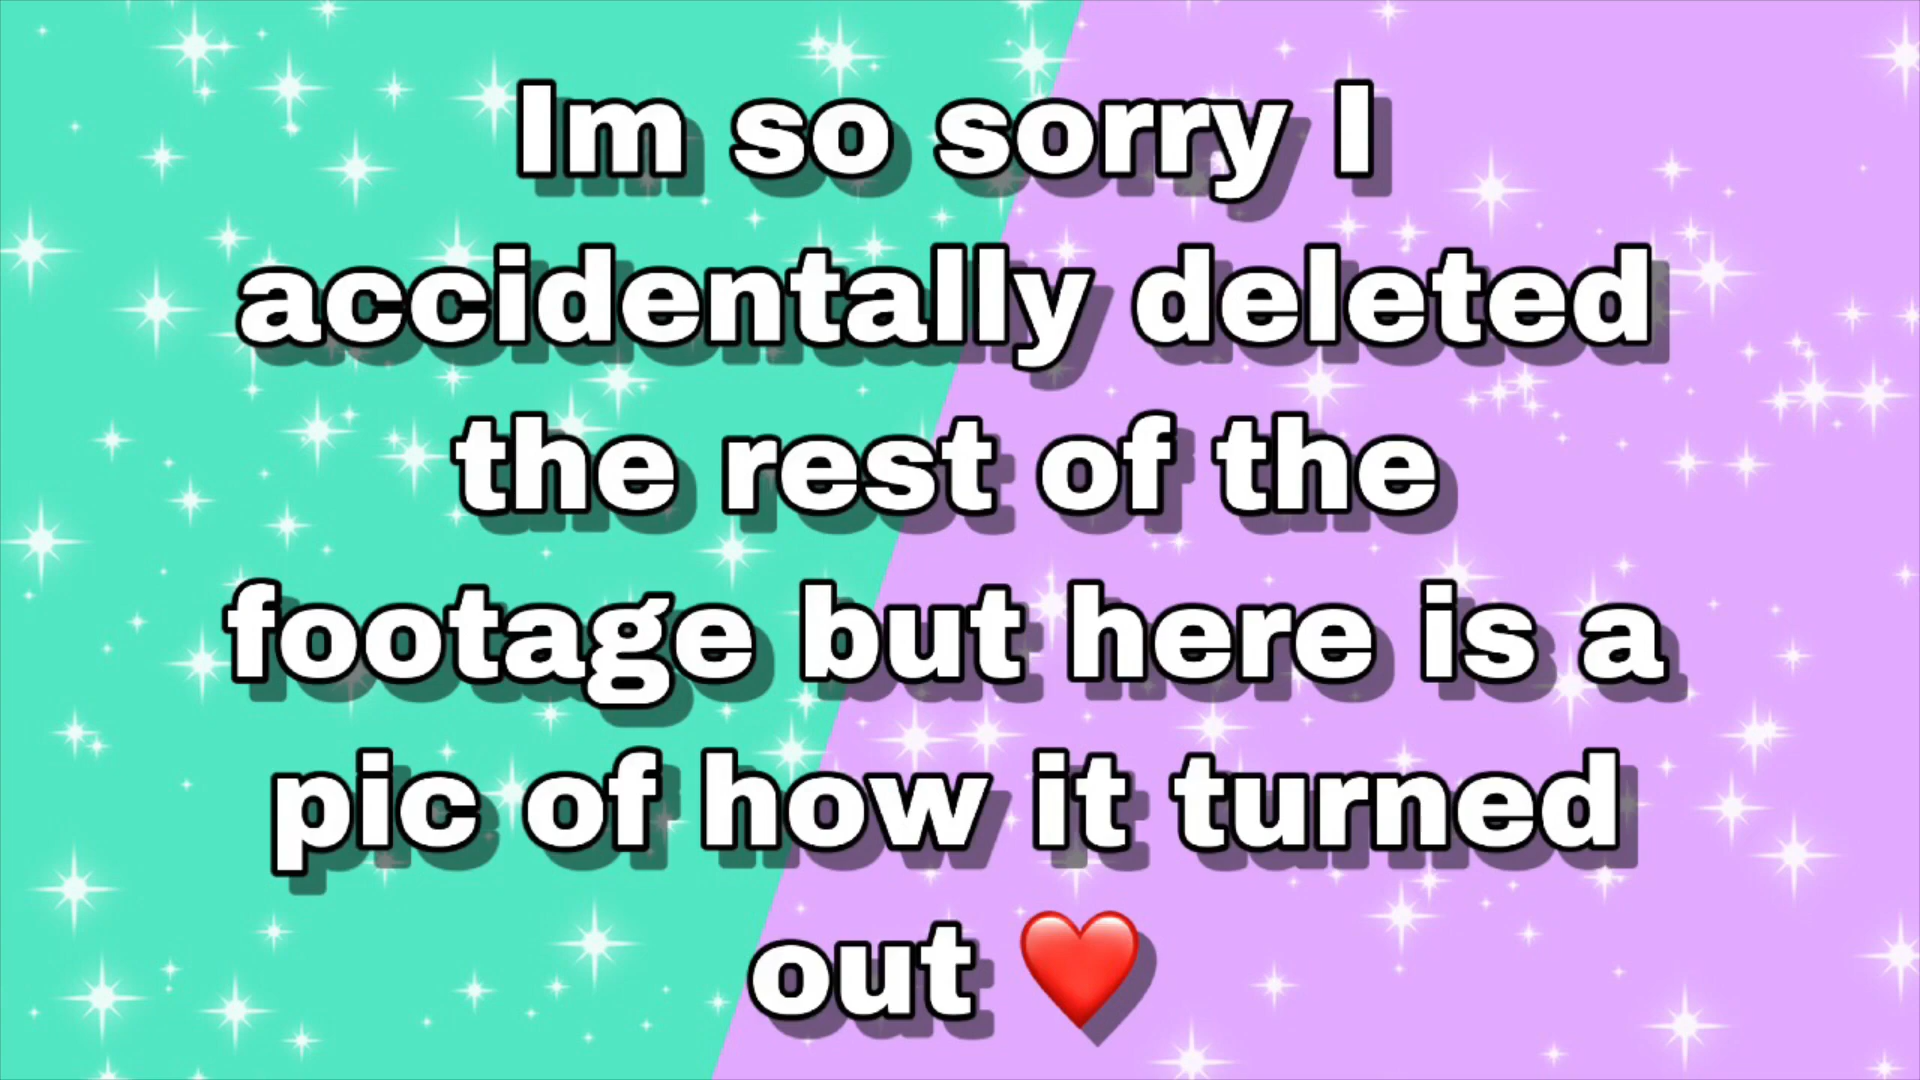 Im so sorry I
accidentally deleted
the rest of the
footage but here is a
pic of how it turned
out ❤️